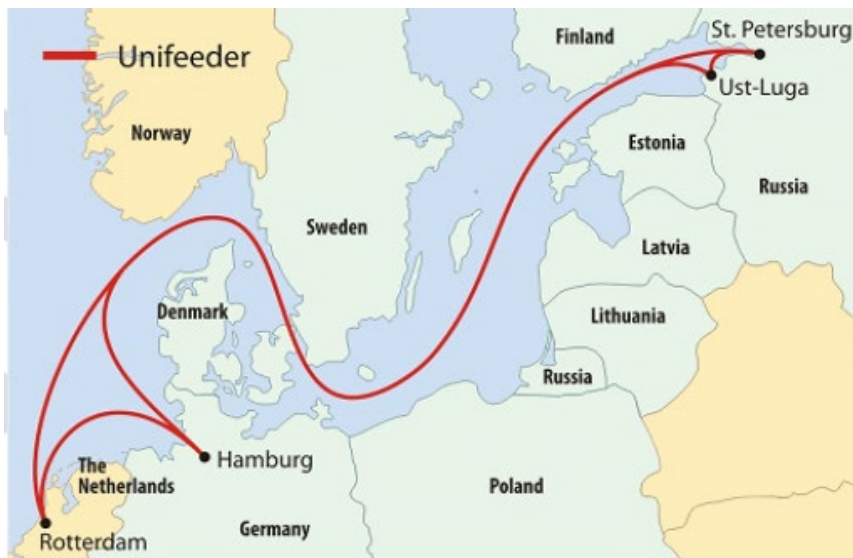 Unifeeder
Finland
St. Petersburg
Ust-Luga
Norway
Estonia
Russia
Sweden
Latvia
Denmark
Lithuania
Russia
Hamburg
The
Netherlands
Poland
Germany
Rotterdam